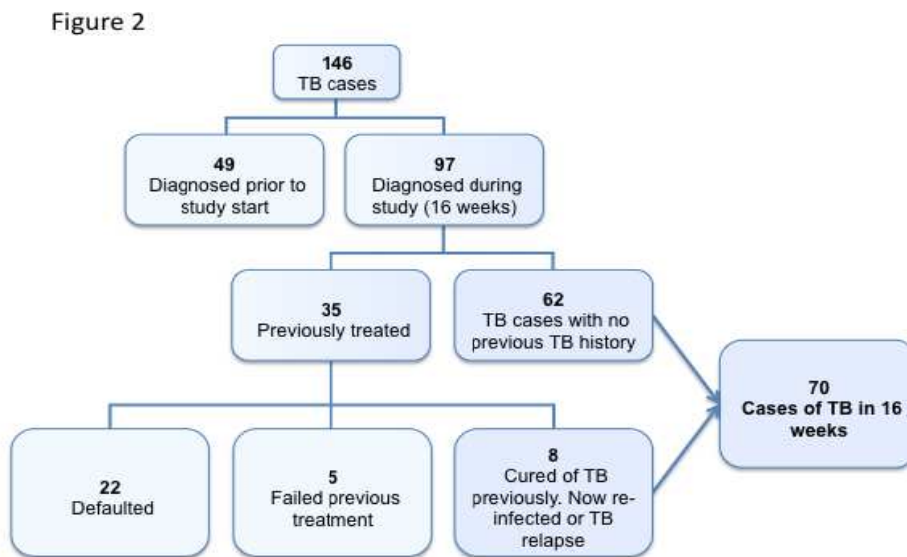 Figure 2
146
TB cases
49
Diagnosed prior to
study start
97
Diagnosed during
study (16 weeks)
35
Previously treated
62
TB cases with no
previous TB history
70
Cases of TB in 16
weeks
22
Defaulted
5
Failed previous
treatment
8
Cured of TB
previously. Now re-
infected or TB
relapse